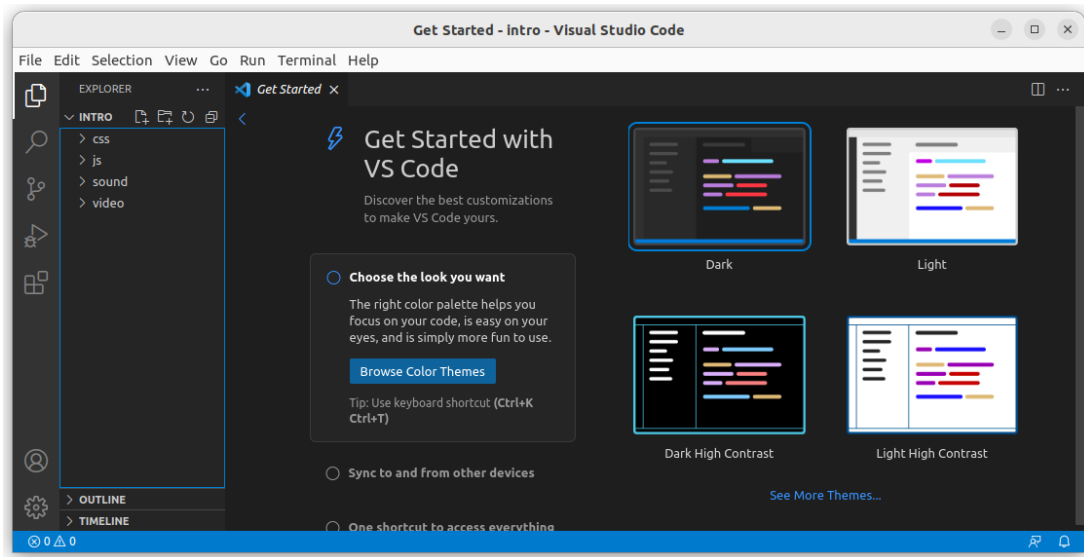 Get Started - intro - Visual Studio Code
File Edit Selection View Go Run Terminal Help
EXPLORER
Get Started
INTRO
css
js
sound
video
OUTLINE
TIMELINE
Get Started with
VS Code
Discover the best customizations
to make VS Code yours.
Choose the look you want
The right color palette helps you
focus on your code, is easy on your
eyes, and is simply more fun to use.
Browse Color Themes
Tip: Use keyboard shortcut (Ctrl+K
Ctrl+T)
Sync to and from other devices
One shortcut to access everything
Dark
Light
Dark High Contrast
Light High Contrast
See More Themes...
0 0